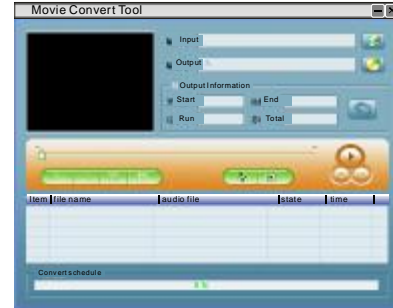 Movie Convert Tool
Input
Output
Output Information
Start End
Run Total
Item file name audio file state time
Convert schedule